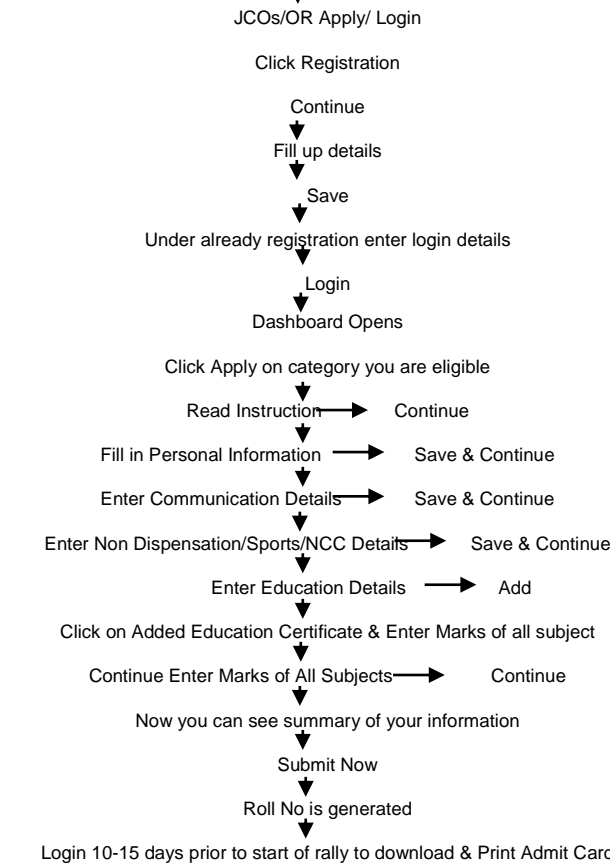 JCOs/OR Apply/ Login
Click Registration
Continue
Fill up details
Save
Under already registration enter login details
Login
Dashboard Opens
Click Apply on category you are eligible
Read Instruction Continue
Fill in Personal Information Save & Continue
Enter Communication Details Save & Continue
Enter Non Dispensation/Sports/NCC Details Save & Continue
Enter Education Details Add
Click on Added Education Certificate & Enter Marks of all subject
Continue Enter Marks of All Subjects Continue
Now you can see summary of your information
Submit Now
Roll No is generated
Login 10-15 days prior to start of rally to download & Print Admit Card